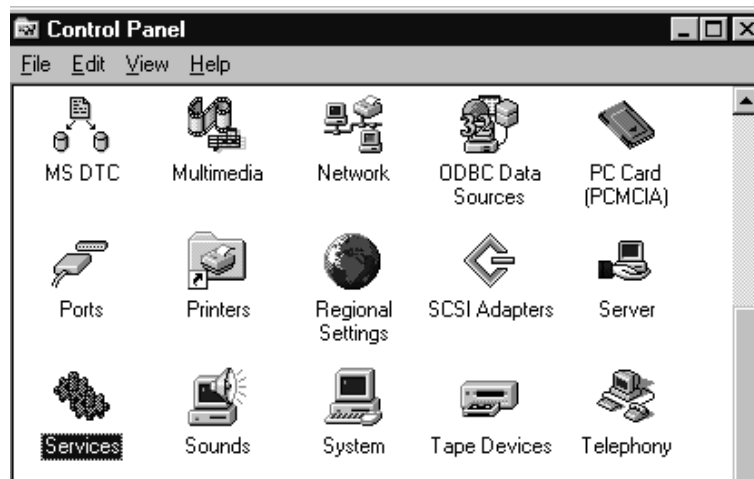 Control Panel
File Edit View Help
MS DTC Multimedia Network ODBC Data Sources PC Card (PCMCIA)
Ports Printers Regional Settings SCSI Adapters Server
Services Sounds System Tape Devices Telephony
32